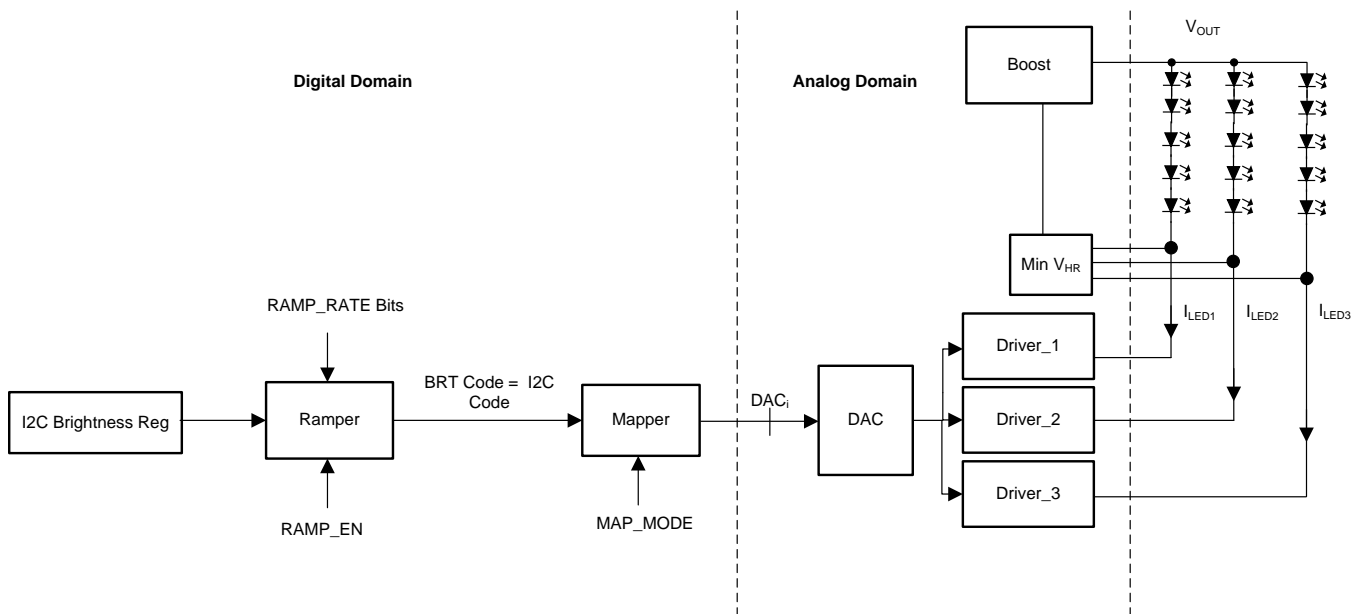 Digital Domain
Analog Domain
Boost
VOUT
Min VHR
RAMP_RATE Bits
ILED1
ILED2
ILED3
I2C Brightness Reg
Ramper
BRT Code = I2C
Code
Mapper
DACi
DAC
Driver_1
Driver_2
Driver_3
RAMP_EN
MAP_MODE